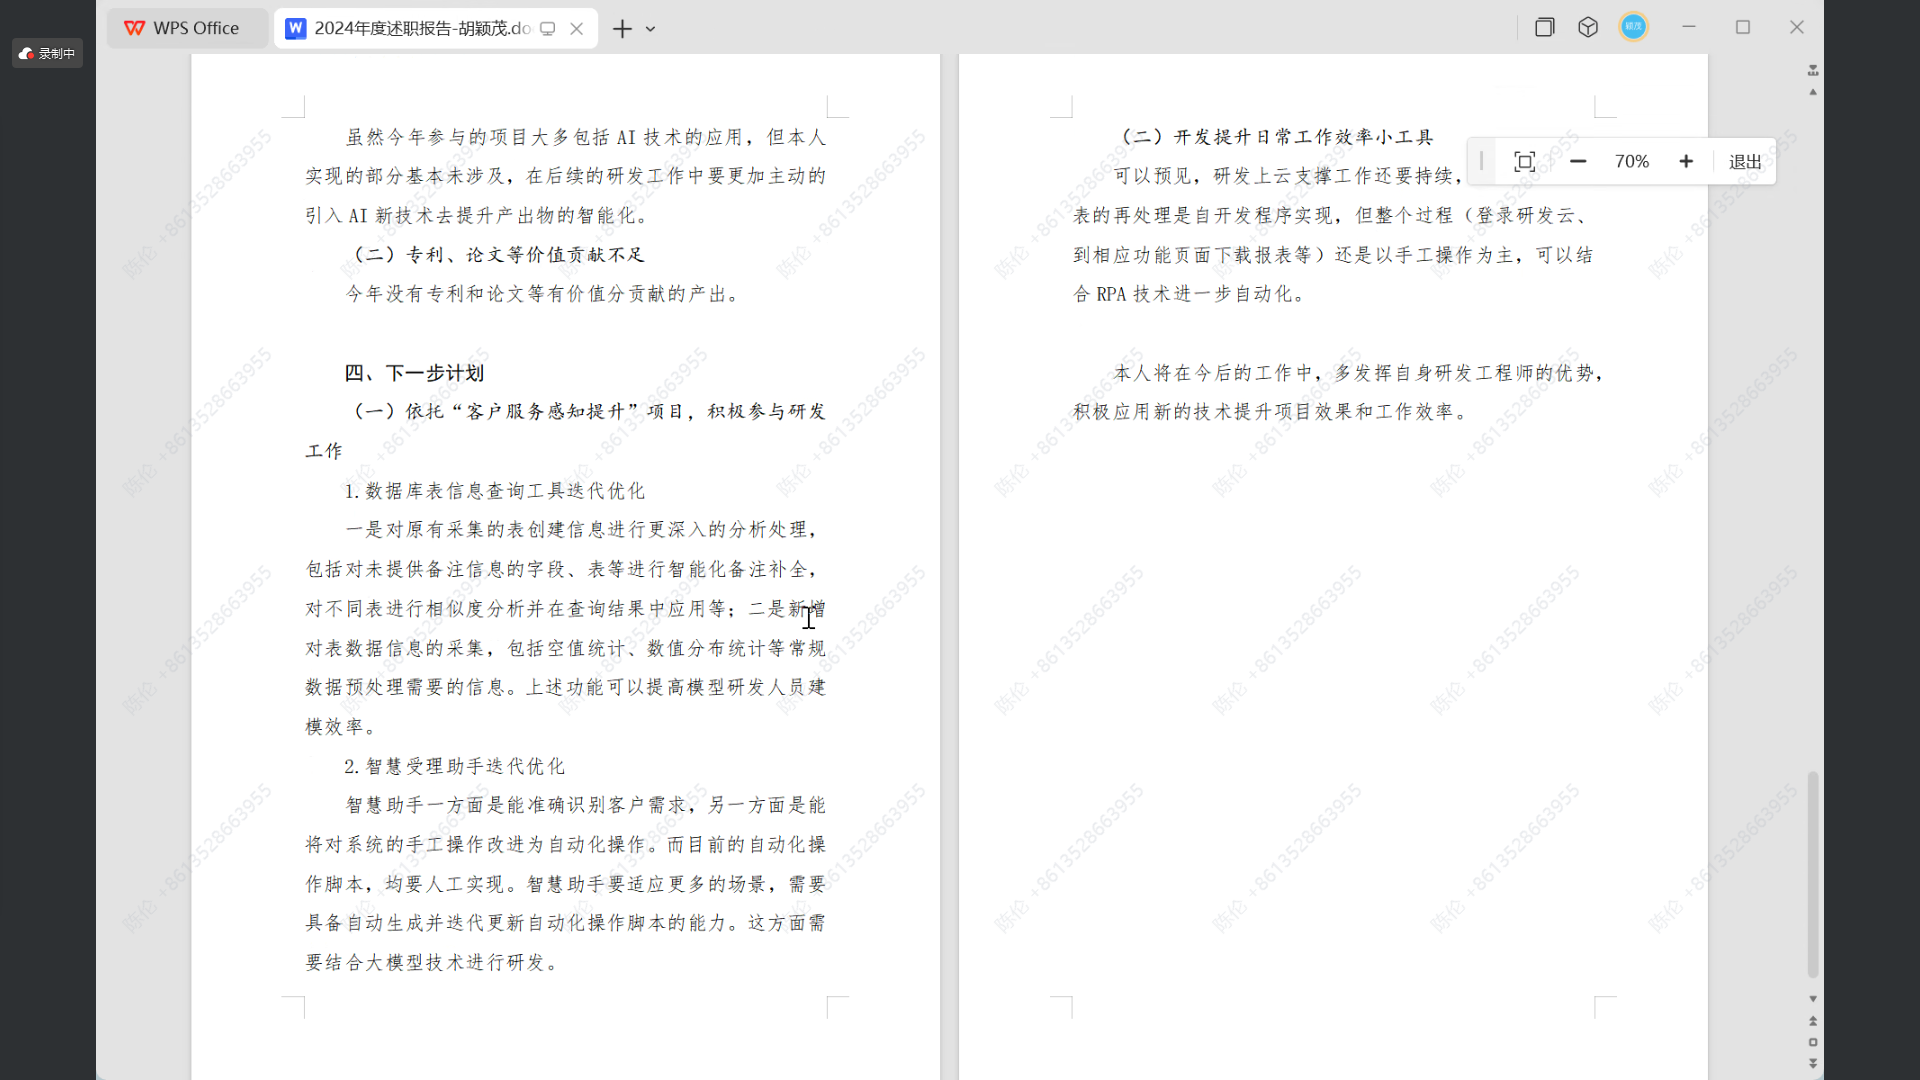 WPS Office
2024年度述职报告-胡颖茂.do
录制中
虽然今年参与的项目大多包括 AI 技术的应用，但本人
实现的部分基本未涉及，在后续的研发工作中要更加主动的
引入 AI 新技术去提升产出物的智能化。
（二）专利、论文等价值贡献不足
今年没有专利和论文等有价值分贡献的产出。
四、下一步计划
（一）依托“客户服务感知提升”项目，积极参与研发
工作
1.数据库表信息查询工具迭代优化
一是对原有采集的表创建信息进行更深入的分析处理，
包括对未提供备注信息的字段、表等进行智能化备注补全，
对不同表进行相似度分析并在查询结果中应用等；二是新增
对表数据信息的采集，包括空值统计、数值分布统计等常规
数据预处理需要的信息。上述功能可以提高模型研发人员建
模效率。
2.智慧受理助手迭代优化
智慧助手一方面是能准确识别客户需求，另一方面是能
将对系统的手工操作改进为自动化操作。而目前的自动化操
作脚本，均要人工实现。智慧助手要适应更多的场景，需要
具备自动生成并迭代更新自动化操作脚本的能力。这方面需
要结合大模型技术进行研发。
（二）开发提升日常工作效率小工具
可以预见，研发上云支撑工作还要持续，
表的再处理是自开发程序实现，但整个过程（登录研发云、
到相应功能页面下载报表等）还是以手工操作为主，可以结
合 RPA 技术进一步自动化。
本人将在今后的工作中，多发挥自身研发工程师的优势，
积极应用新的技术提升项目效果和工作效率。
70%
退出
颖茂
陈伦 +8613528663955